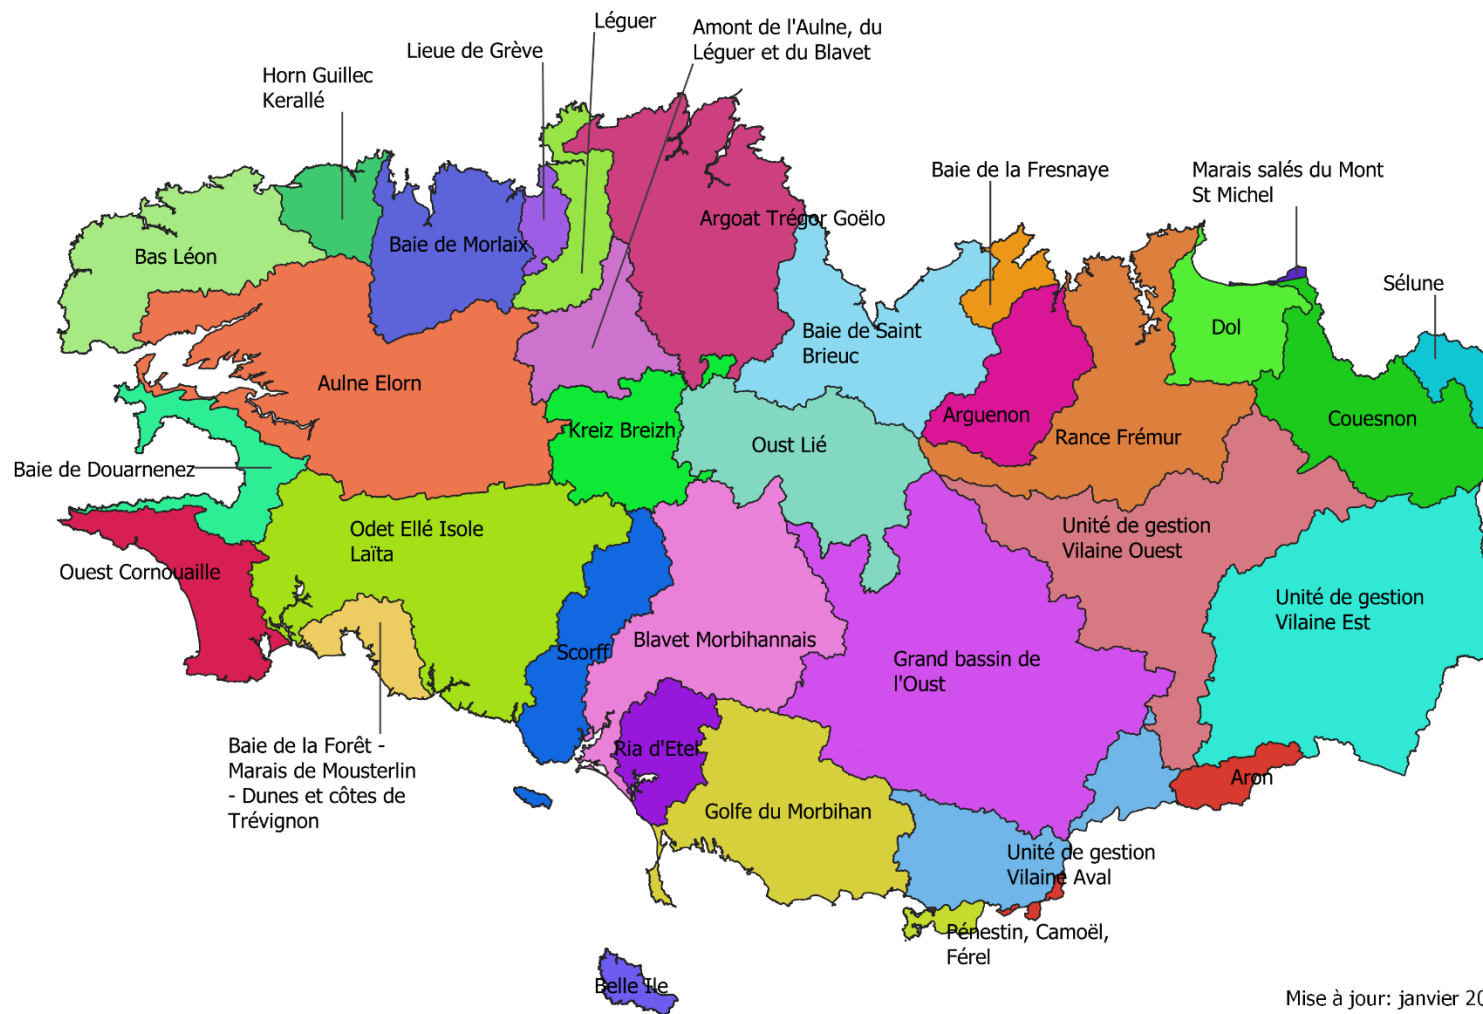 Léguer
Amont de l'Aulne, du
Léguer et du Blavet
Lieue de Grève
Horn Guillec
Kerallé
Baie de la Fresnaye
Marais salés du Mont
St Michel
Argoat Trégor Goëlo
Baie de Morlaix
Bas Léon
Sélune
Dol
Baie de Saint
Brieuc
Aulne Elorn
Arguenon
Couesnon
Kreiz Breizh
Rance Frémur
Oust Lié
Baie de Douarnenez
Odet Ellé Isole
Laïta
Unité de gestion
Vilaine Ouest
Ouest Cornouaille
Unité de gestion
Vilaine Est
Scorff
Blavet Morbihannais
Grand bassin de
l'Oust
Baie de la Forêt -
Marais de Mousterlin
- Dunes et côtes de
Trévignon
Ria d'Etel
Aron
Golfe du Morbihan
Unité de gestion
Vilaine Aval
Pénestin, Camoël,
Férel
Belle Ile
Mise à jour: janvier 20